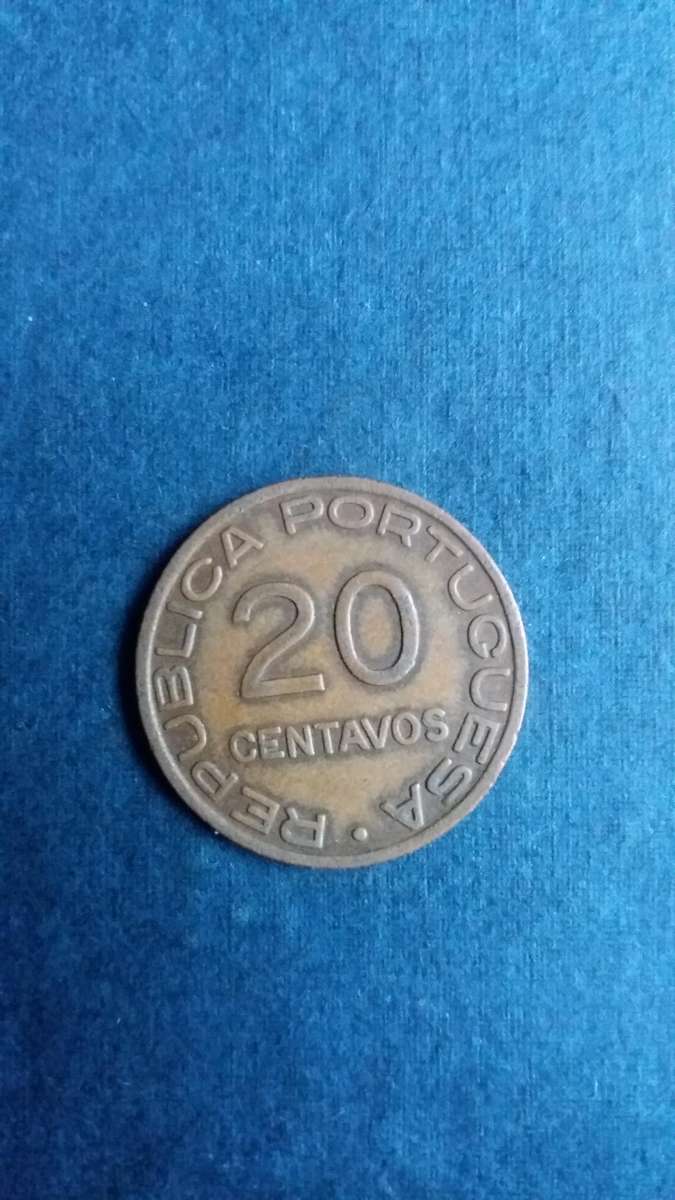 REPUBLICA PORTUGUESA •
20
CENTAVOS